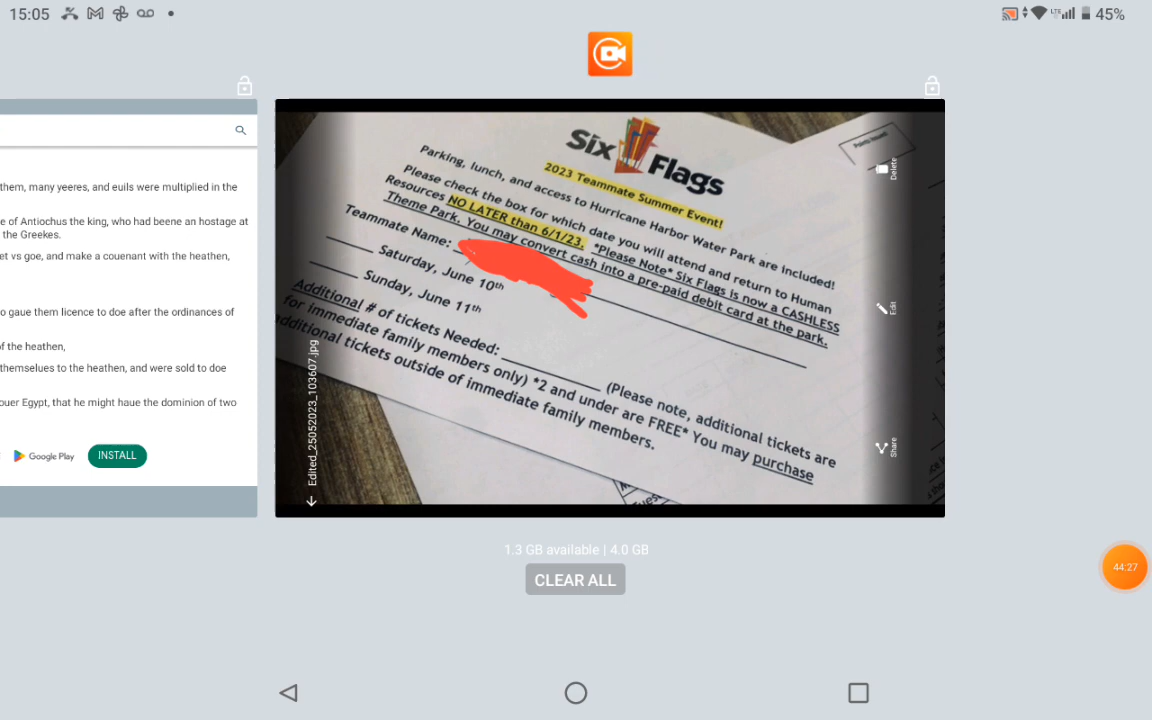 15:05
LTE
45%
them, many yeeres, and euils were multiplied in the
e of Antiochus the king, who had beene an hostage at
the Greekes.
et vs goe, and make a couenant with the heathen,
o gaue them licence to doe after the ordinances of
of the heathen,
themselues to the heathen, and were sold to doe
ouer Egypt, that he might haue the dominion of two
Google Play
INSTALL
Six Flags
2023 Teammate Summer Event!
Parking, lunch, and access to Hurricane Harbor Water Park are included!
Please check the box for which date you will attend and return to Human
Resources NO LATER than 6/1/23. *Please Note* Six Flags is now a CASHLESS
Theme Park. You may convert cash into a pre-paid debit card at the park.
Teammate Name:
____ Saturday, June 10th
____ Sunday, June 11th
Additional # of tickets Needed: __________ (Please note, additional tickets are
for immediate family members only) *2 and under are FREE* You may purchase
additional tickets outside of immediate family members.
Delete
Edit
Share
Edited_25052023_103607.jpg
1.3 GB available | 4.0 GB
CLEAR ALL
44:27